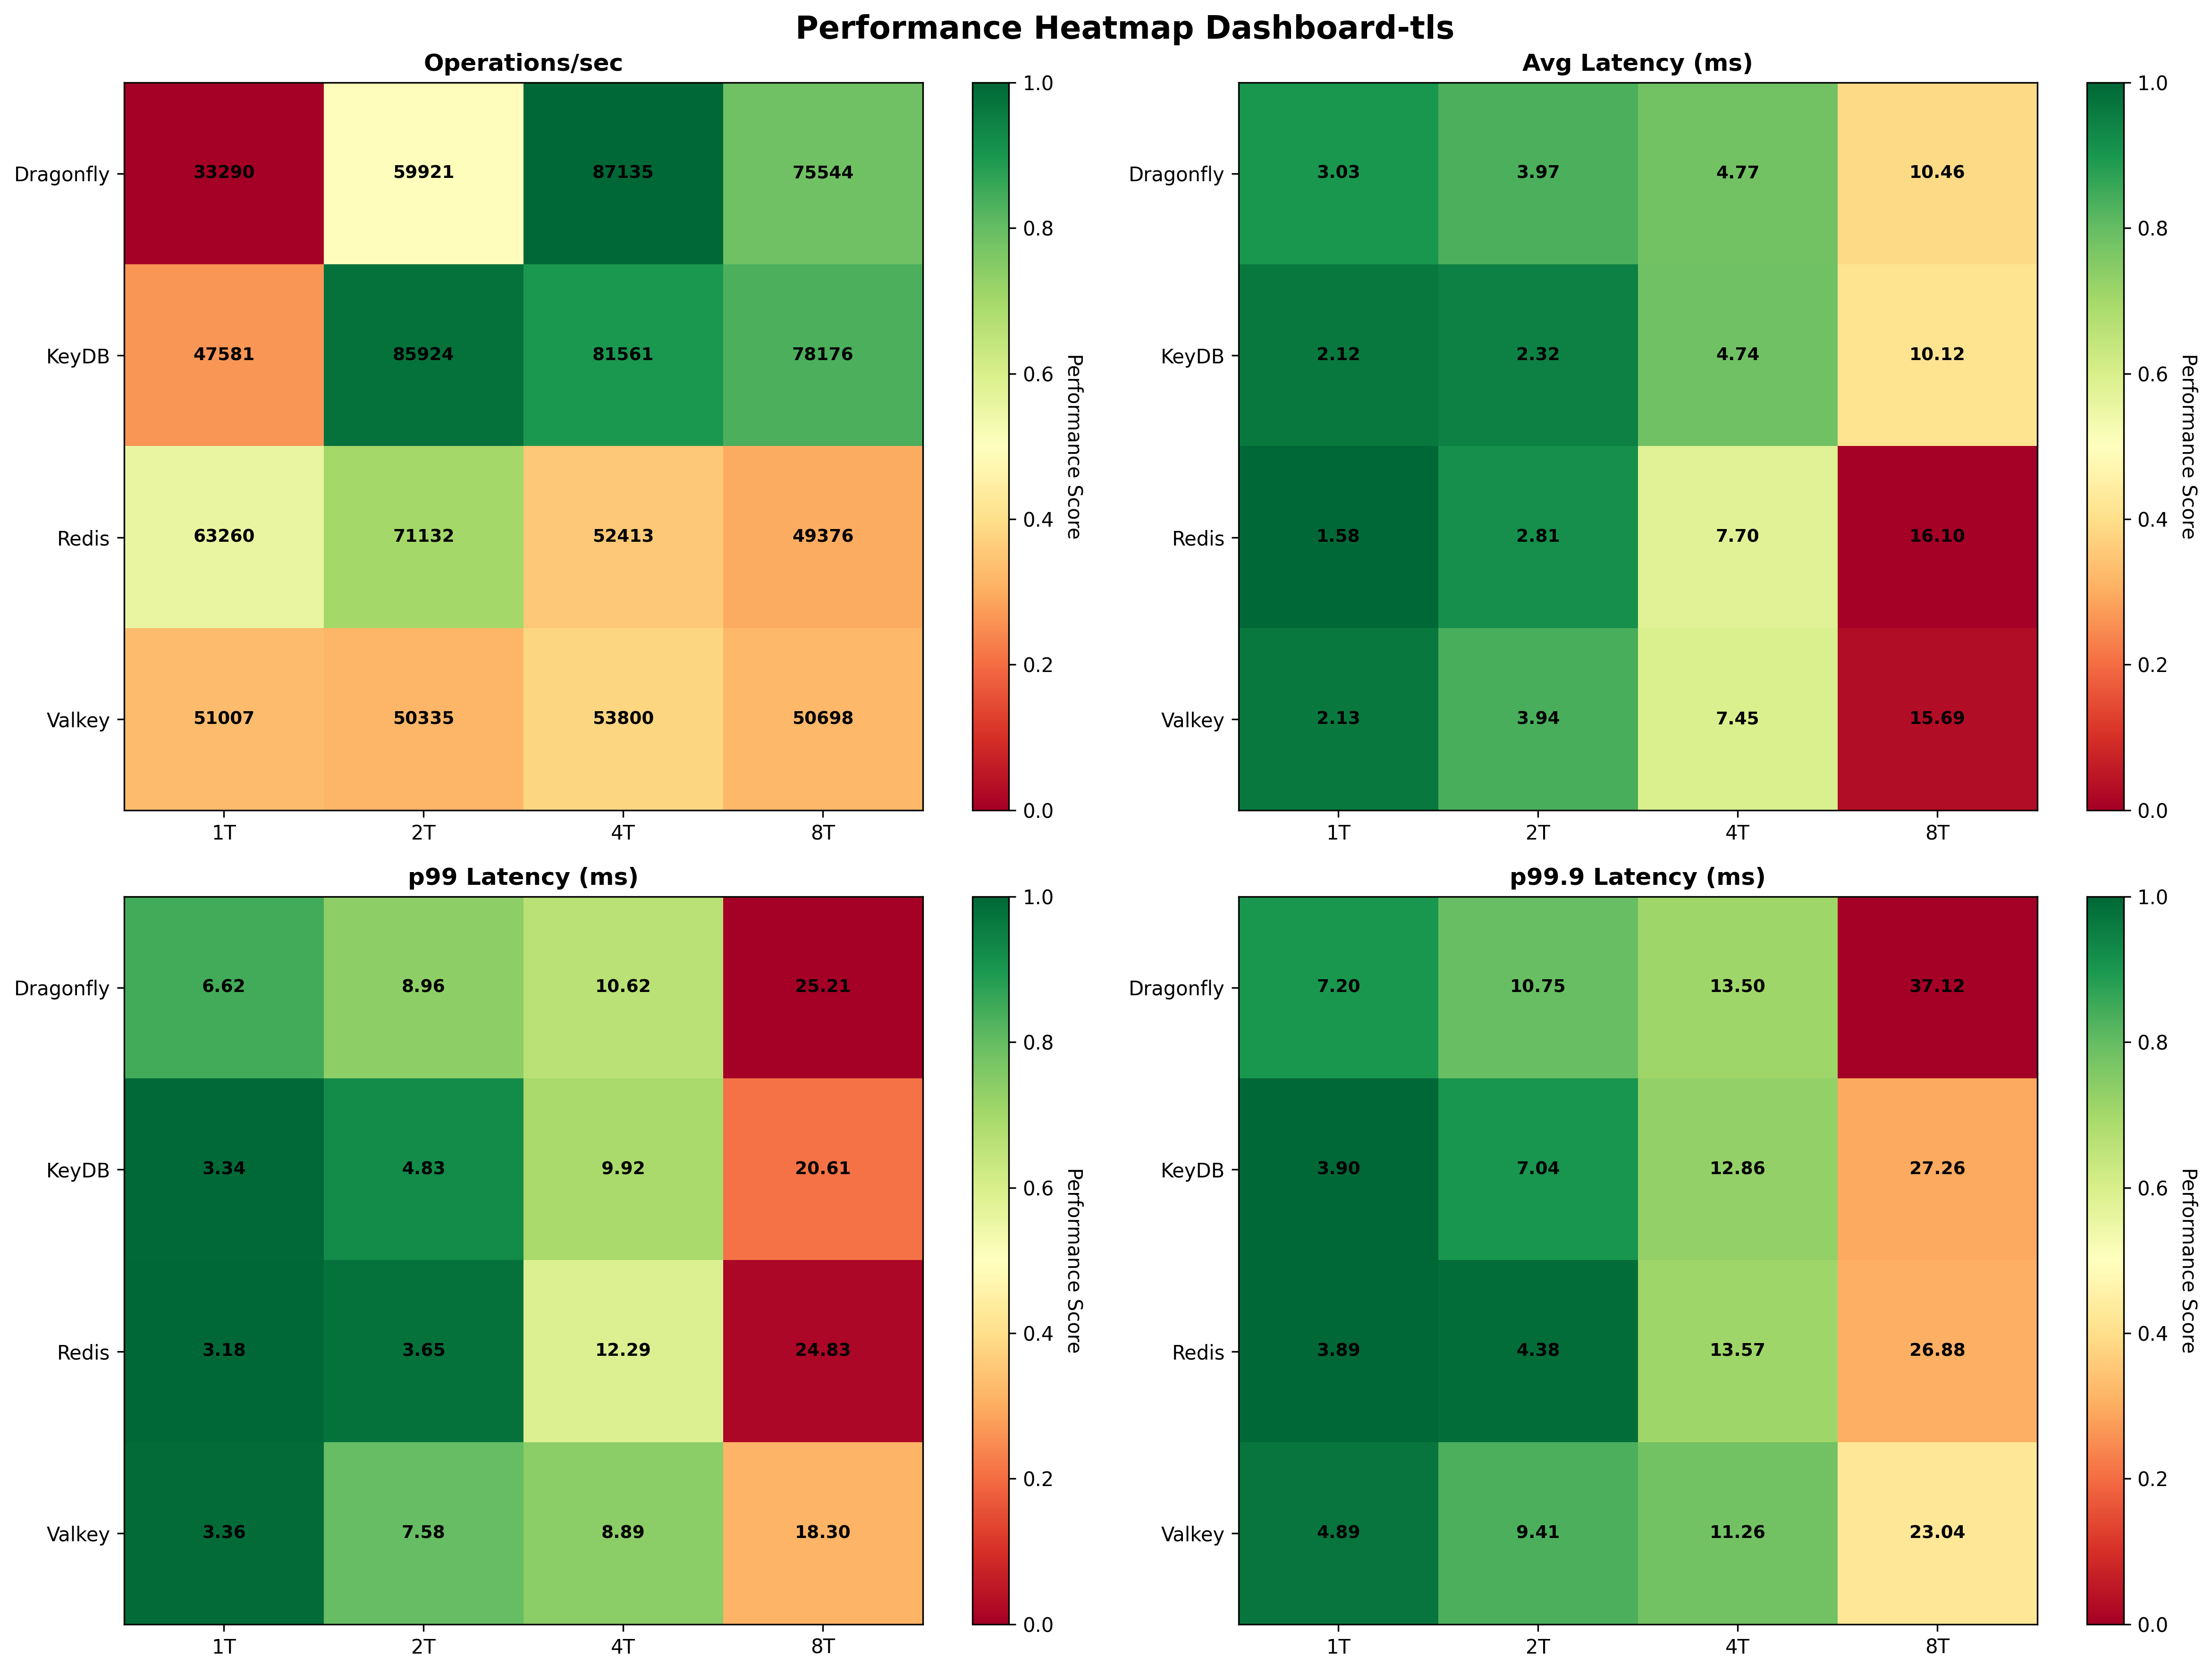 Performance Heatmap Dashboard-tls
Operations/sec
Dragonfly 33290 59921 87135 75544
KeyDB 47581 85924 81561 78176
Redis 63260 71132 52413 49376
Valkey 51007 50335 53800 50698
1T 2T 4T 8T
1.0
0.8
0.6
0.4
0.2
0.0
Performance Score
Avg Latency (ms)
Dragonfly 3.03 3.97 4.77 10.46
KeyDB 2.12 2.32 4.74 10.12
Redis 1.58 2.81 7.70 16.10
Valkey 2.13 3.94 7.45 15.69
1T 2T 4T 8T
1.0
0.8
0.6
0.4
0.2
0.0
Performance Score
p99 Latency (ms)
Dragonfly 6.62 8.96 10.62 25.21
KeyDB 3.34 4.83 9.92 20.61
Redis 3.18 3.65 12.29 24.83
Valkey 3.36 7.58 8.89 18.30
1T 2T 4T 8T
1.0
0.8
0.6
0.4
0.2
0.0
Performance Score
p99.9 Latency (ms)
Dragonfly 7.20 10.75 13.50 37.12
KeyDB 3.90 7.04 12.86 27.26
Redis 3.89 4.38 13.57 26.88
Valkey 4.89 9.41 11.26 23.04
1T 2T 4T 8T
1.0
0.8
0.6
0.4
0.2
0.0
Performance Score